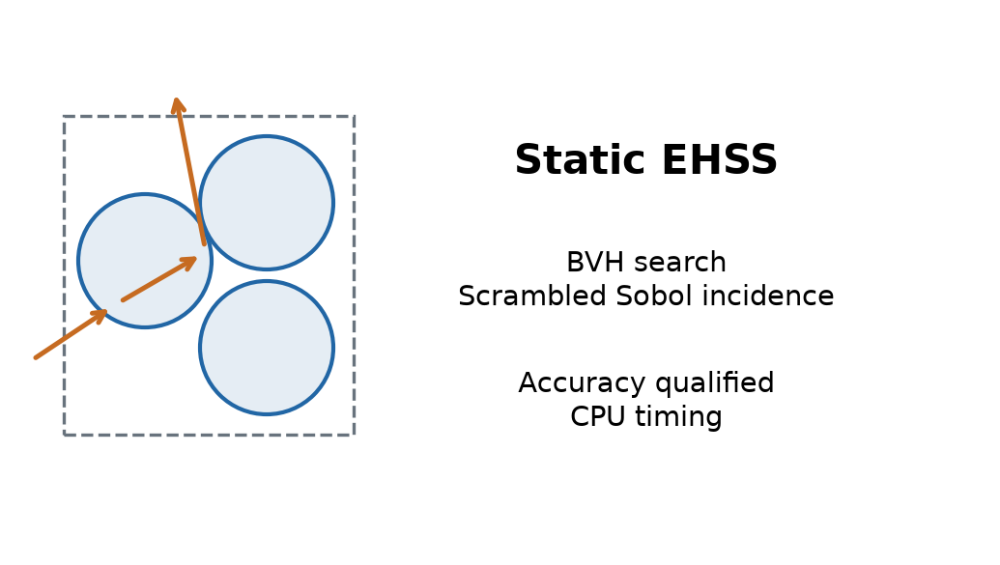 Static EHSS
BVH search
Scrambled Sobol incidence
Accuracy qualified
CPU timing